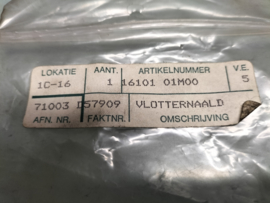 LOKATIE AANT. ARTIKELNUMMER V.E.
1C-16 1 16101 01M00 5
71003 D57909 VLOTTERNAALD
AFN. NR. FAKTNR. OMSCHRIJVING